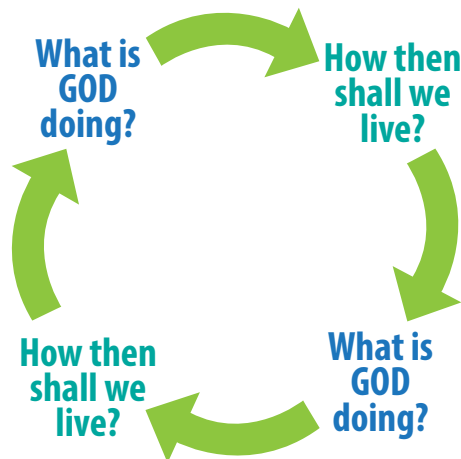 What is
GOD
doing?
How then
shall we
live?
What is
GOD
doing?
How then
shall we
live?